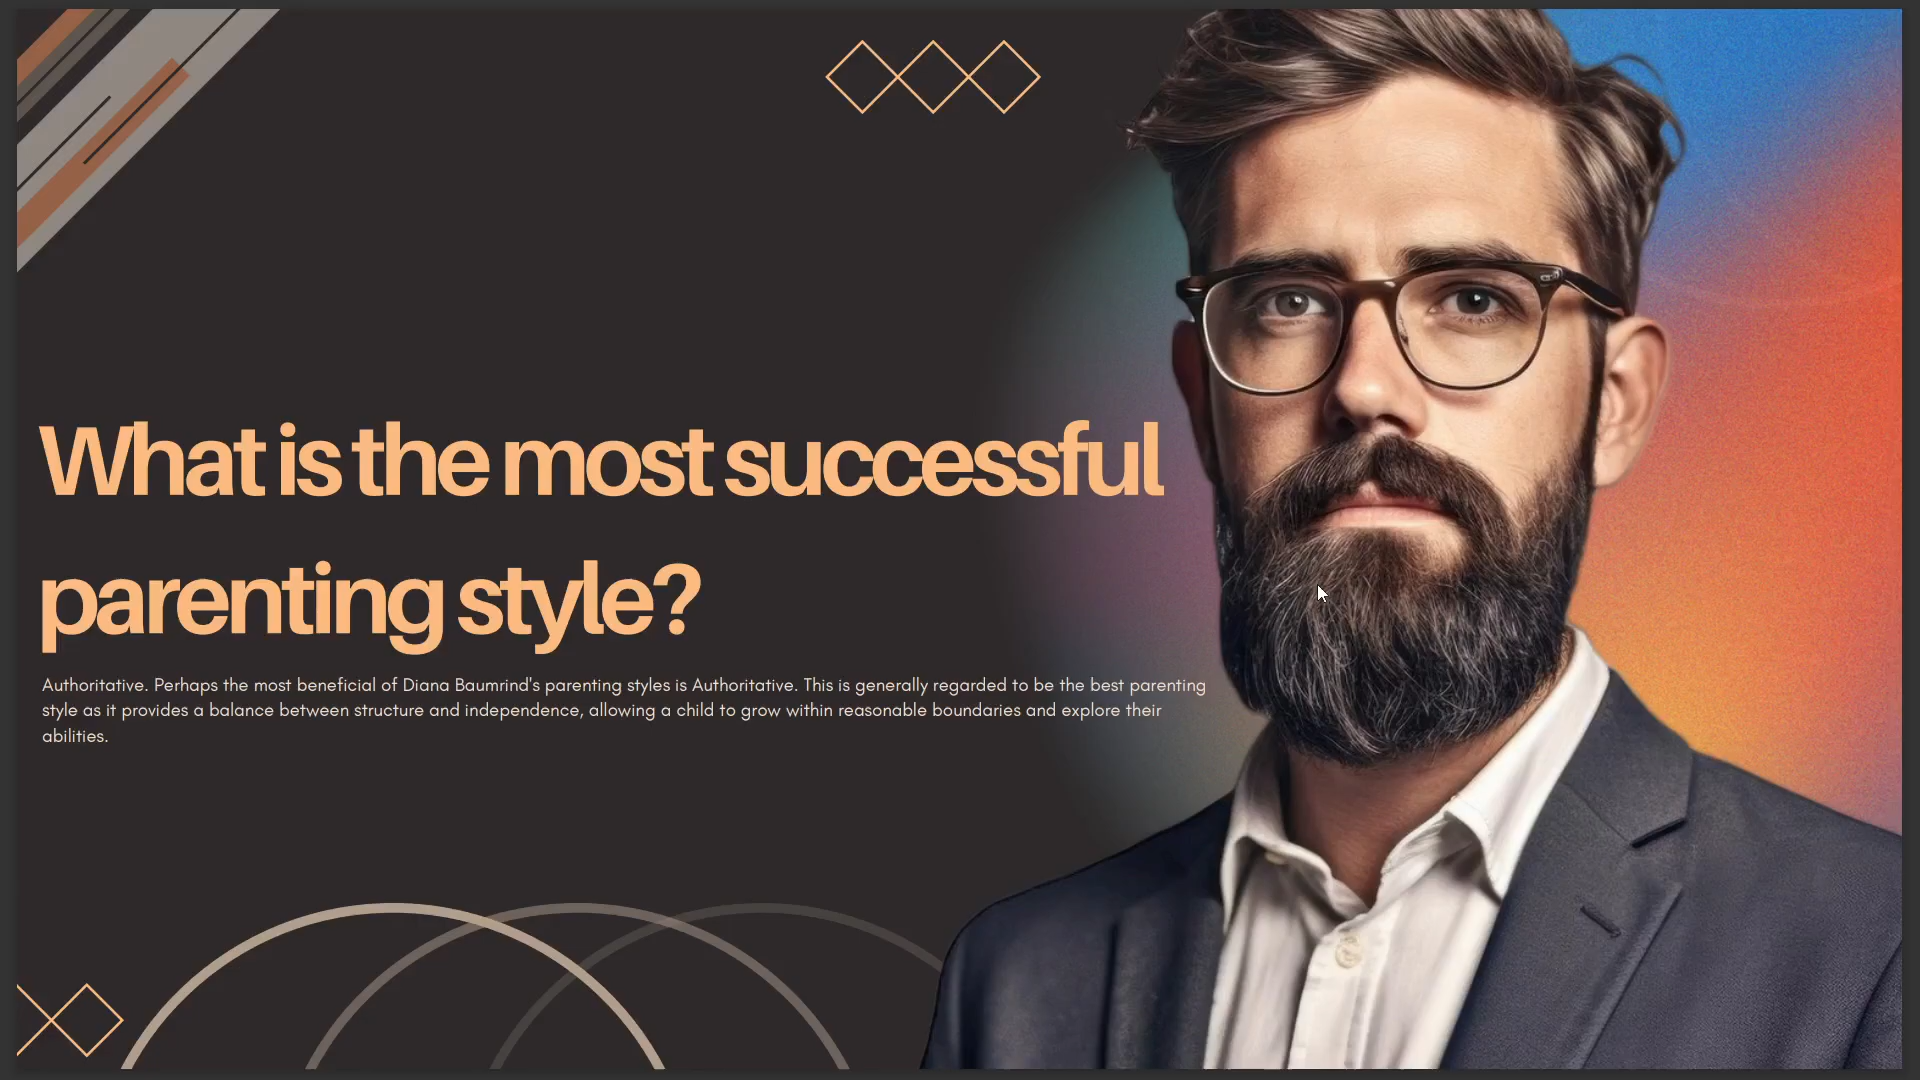 What is the most successful
parenting style?
Authoritative. Perhaps the most beneficial of Diana Baumrind's parenting styles is Authoritative. This is generally regarded to be the best parenting
style as it provides a balance between structure and independence, allowing a child to grow within reasonable boundaries and explore their
abilities.